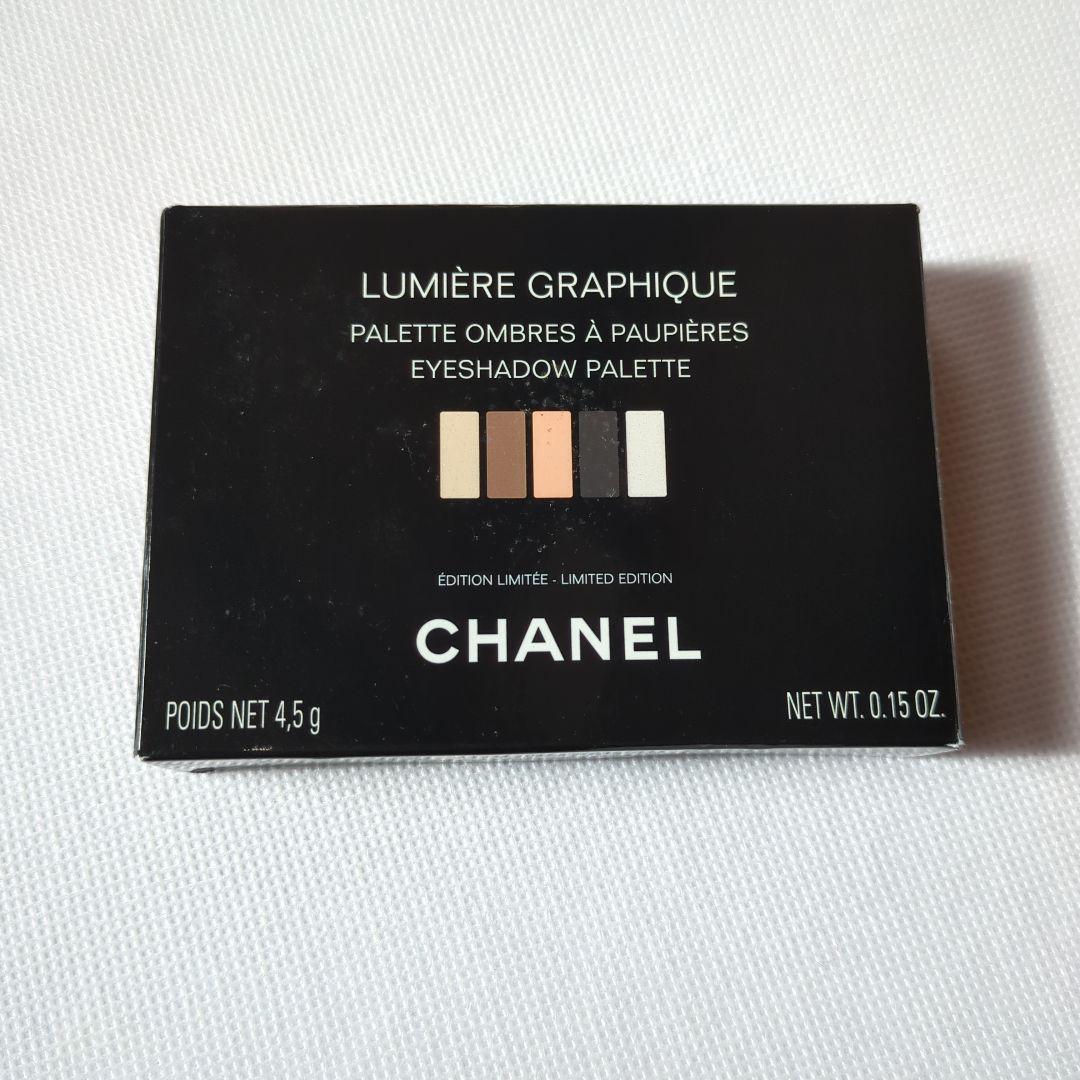 LUMIÈRE GRAPHIQUE
PALETTE OMBRES À PAUPIÈRES
EYESHADOW PALETTE
ÉDITION LIMITÉE - LIMITED EDITION
CHANEL
POIDS NET 4,5 g
NET WT. 0.15 OZ.